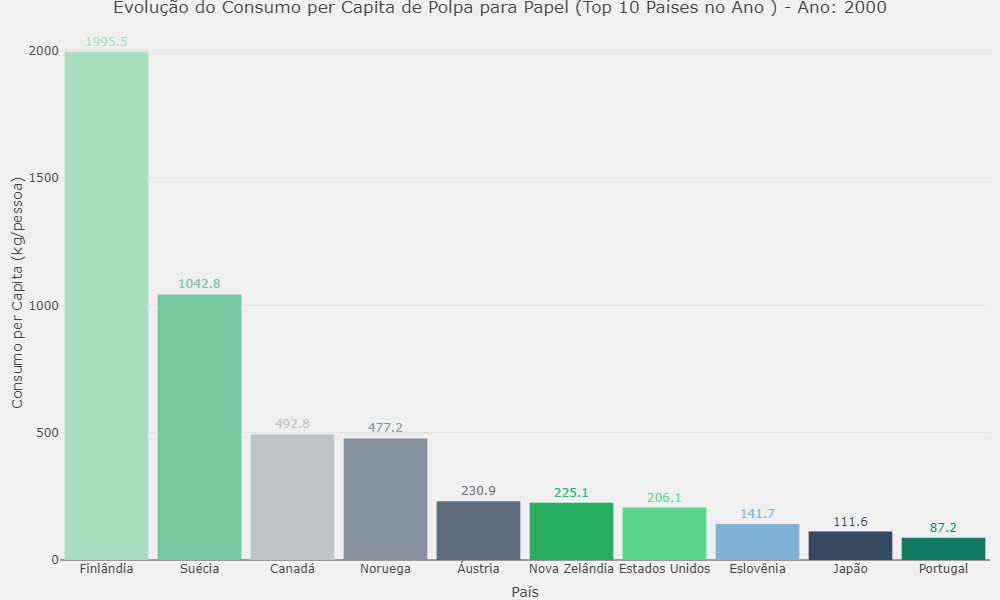 Evolução do Consumo per Capita de Polpa para Papel (Top 10 Países no Ano ) - Ano: 2000
Consumo per Capita (kg/pessoa)
2000
1500
1000
500
0
1995.5
1042.8
492.8
477.2
230.9
225.1
206.1
141.7
111.6
87.2
Finlândia
Suécia
Canadá
Noruega
Áustria
Nova Zelândia
Estados Unidos
Eslovênia
Japão
Portugal
País